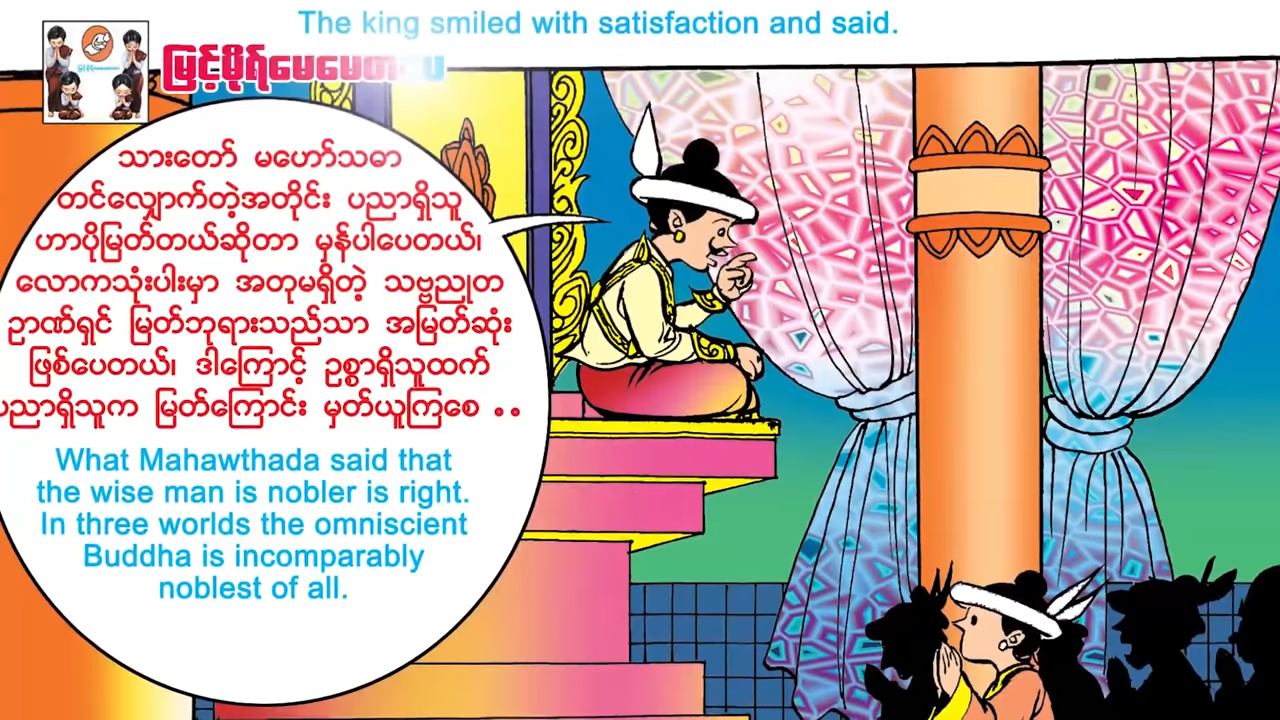 The king smiled with satisfaction and said.
မြင့်မိုရ်မေမေ
သားတော် မဟော်သဓာ
တင်လျှောက်တဲ့အတိုင်း ပညာရှိသူ
ဟာပိုမြတ်တယ်ဆိုတာ မှန်ပါပေတယ်၊
လောကသုံးပါးမှာ အတုမရှိတဲ့ သဗ္ဗညုတ
ဉာဏ်ရှင် မြတ်ဘုရားသည်သာ အမြတ်ဆုံး
ဖြစ်ပေတယ်၊ ဒါကြောင့် ဥစ္စာရှိသူထက်
ပညာရှိသူက မြတ်ကြောင်း မှတ်ယူကြစေ ..
What Mahawthada said that
the wise man is nobler is right.
In three worlds the omniscient
Buddha is incomparably
noblest of all.